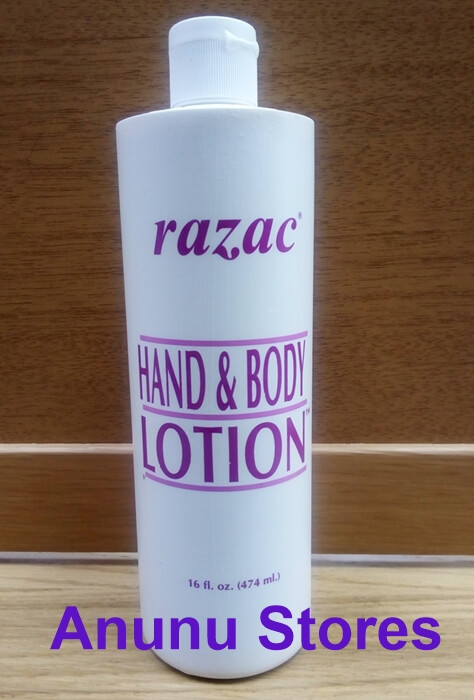 razac®
HAND & BODY
LOTION™
16 fl. oz. (474 ml.)
Anunu Stores